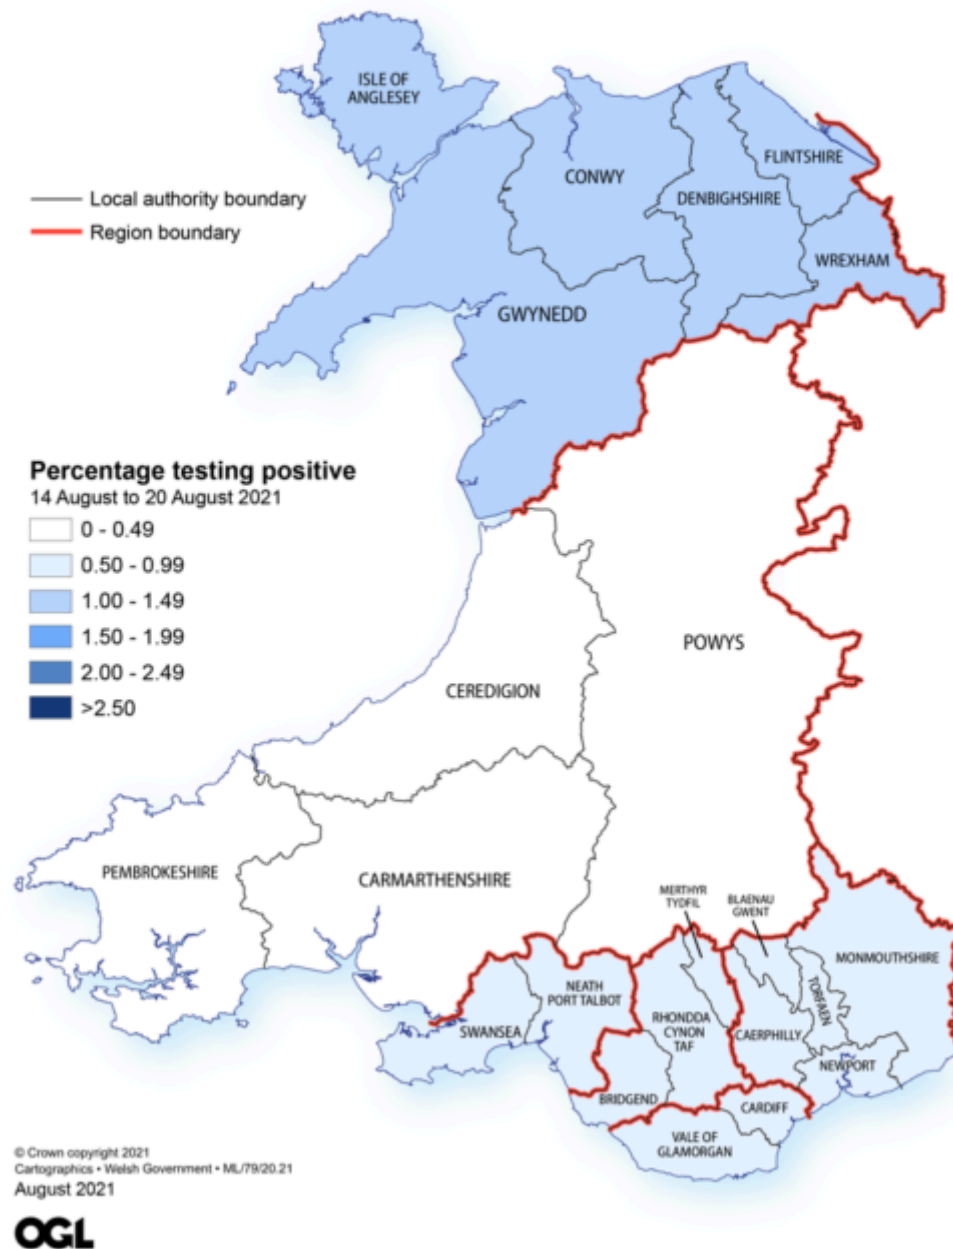 ISLE OF
ANGLESEY
CONWY
FLINTSHIRE
DENBIGHSHIRE
WREXHAM
GWYNEDD
Local authority boundary
Region boundary
Percentage testing positive
14 August to 20 August 2021
0 - 0.49
0.50 - 0.99
1.00 - 1.49
1.50 - 1.99
2.00 - 2.49
>2.50
POWYS
CEREDIGION
PEMBROKESHIRE
CARMARTHENSHIRE
MERTHYR
TYDFIL
BLAENAU
GWENT
MONMOUTHSHIRE
NEATH
PORT TALBOT
SWANSEA
RHONDDA
CYNON
TAF
CAERPHILLY
TORFAEN
NEWPORT
BRIDGEND
CARDIFF
VALE OF
GLAMORGAN
© Crown copyright 2021
Cartographics • Welsh Government • ML/79/20.21
August 2021
OGL